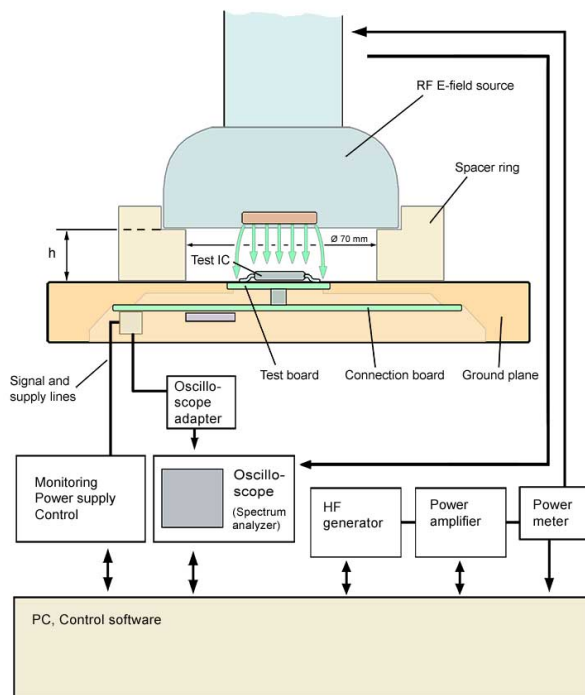 RF E-field source
Spacer ring
h
Ø 70 mm
Test IC
Signal and
supply lines
Test board
Connection board
Ground plane
Oscillo-
scope
adapter
Monitoring
Power supply
Control
Oscillo-
scope
(Spectrum
analyzer)
HF
generator
Power
amplifier
Power
meter
PC, Control software